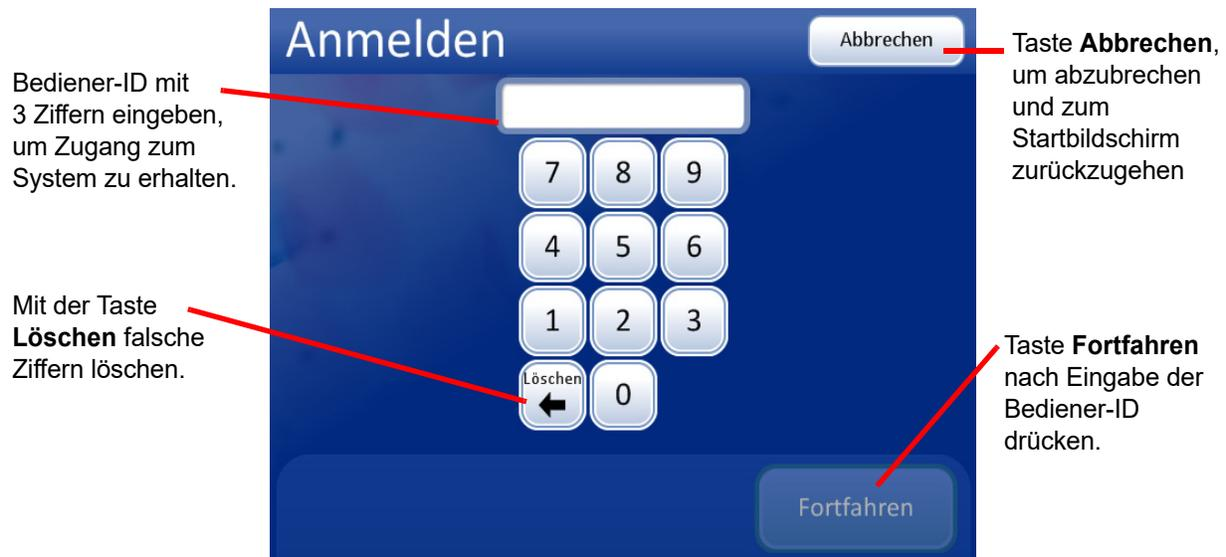 Anmelden
Abbrechen
Bediener-ID mit
3 Ziffern eingeben,
um Zugang zum
System zu erhalten.
Taste Abbrechen,
um abzubrechen
und zum
Startbildschirm
zurückzugehen
7 8 9
4 5 6
1 2 3
Löschen
0
Mit der Taste
Löschen falsche
Ziffern löschen.
Taste Fortfahren
nach Eingabe der
Bediener-ID
drücken.
Fortfahren